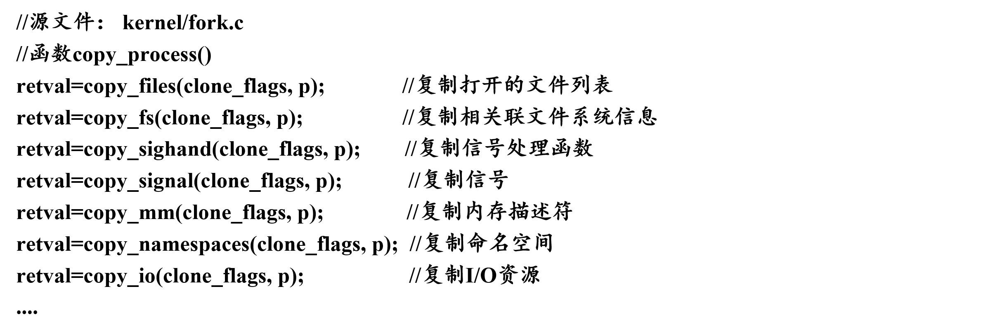 //源文件： kernel/fork.c
//函数copy_process()
retval=copy_files(clone_flags, p); //复制打开的文件列表
retval=copy_fs(clone_flags, p); //复制相关联文件系统信息
retval=copy_sighand(clone_flags, p); //复制信号处理函数
retval=copy_signal(clone_flags, p); //复制信号
retval=copy_mm(clone_flags, p); //复制内存描述符
retval=copy_namespaces(clone_flags, p); //复制命名空间
retval=copy_io(clone_flags, p); //复制I/O资源
....